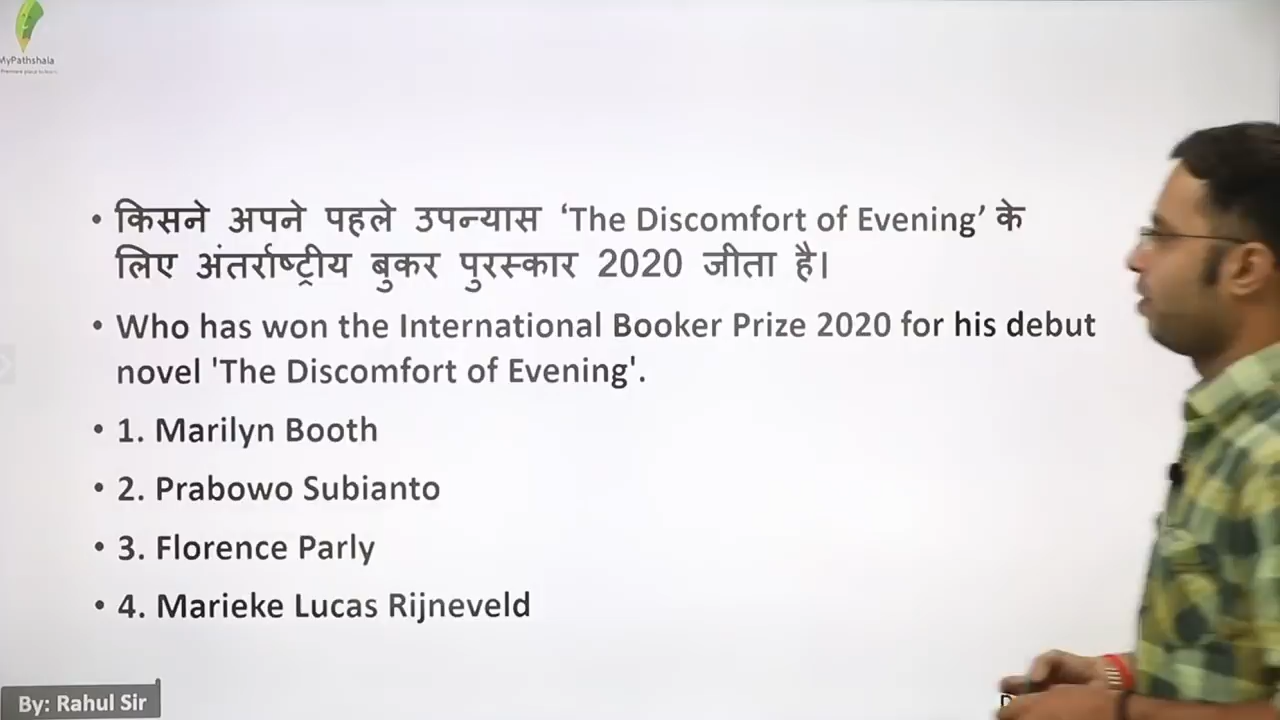 MyPathshala
• किसने अपने पहले उपन्यास ‘The Discomfort of Evening’ के
लिए अंतर्राष्ट्रीय बुकर पुरस्कार 2020 जीता है।
• Who has won the International Booker Prize 2020 for his debut
novel 'The Discomfort of Evening'.
• 1. Marilyn Booth
• 2. Prabowo Subianto
• 3. Florence Parly
• 4. Marieke Lucas Rijneveld
By: Rahul Sir